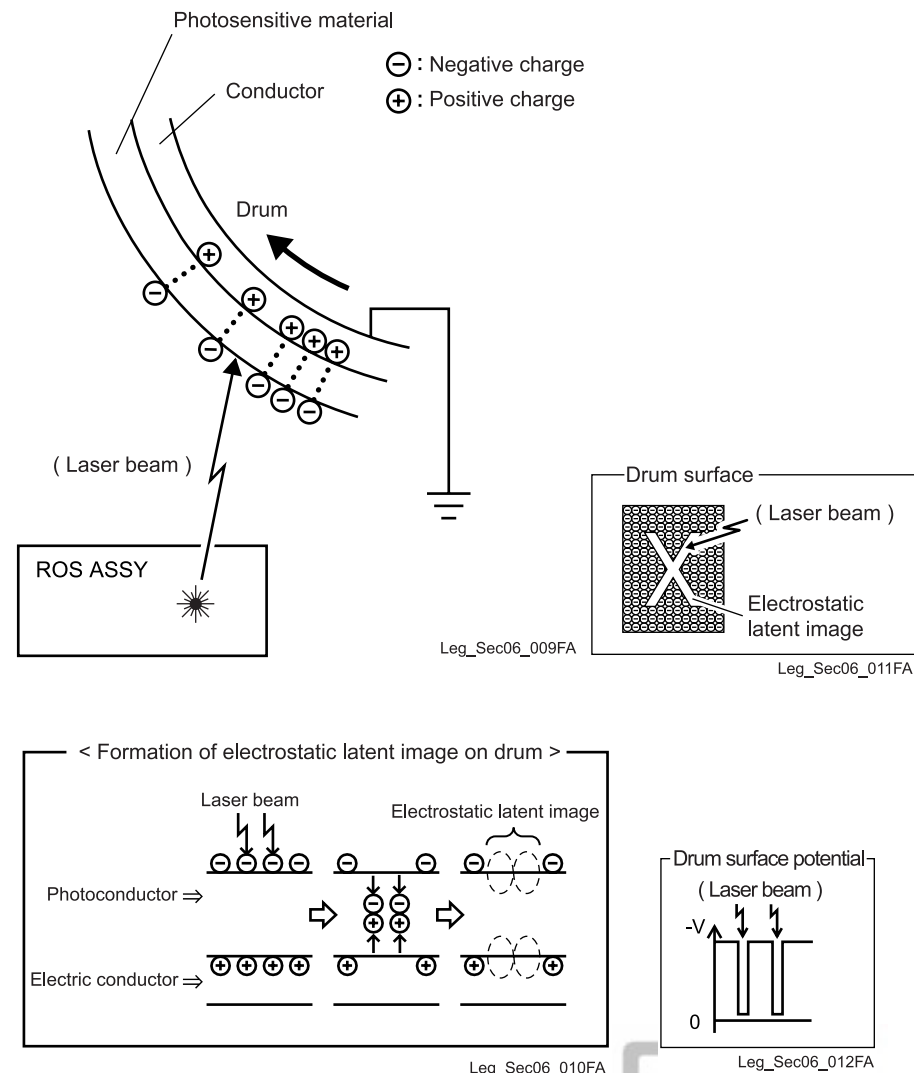 Photosensitive material
Conductor
⊖ : Negative charge
⊕ : Positive charge
Drum
( Laser beam )
ROS ASSY
Leg_Sec06_009FA
Drum surface
( Laser beam )
Electrostatic
latent image
Leg_Sec06_011FA
< Formation of electrostatic latent image on drum >
Laser beam
Electrostatic latent image
Photoconductor ⇒
Electric conductor ⇒
Leg_Sec06_010FA
Drum surface potential
( Laser beam )
-V
0
Leg_Sec06_012FA